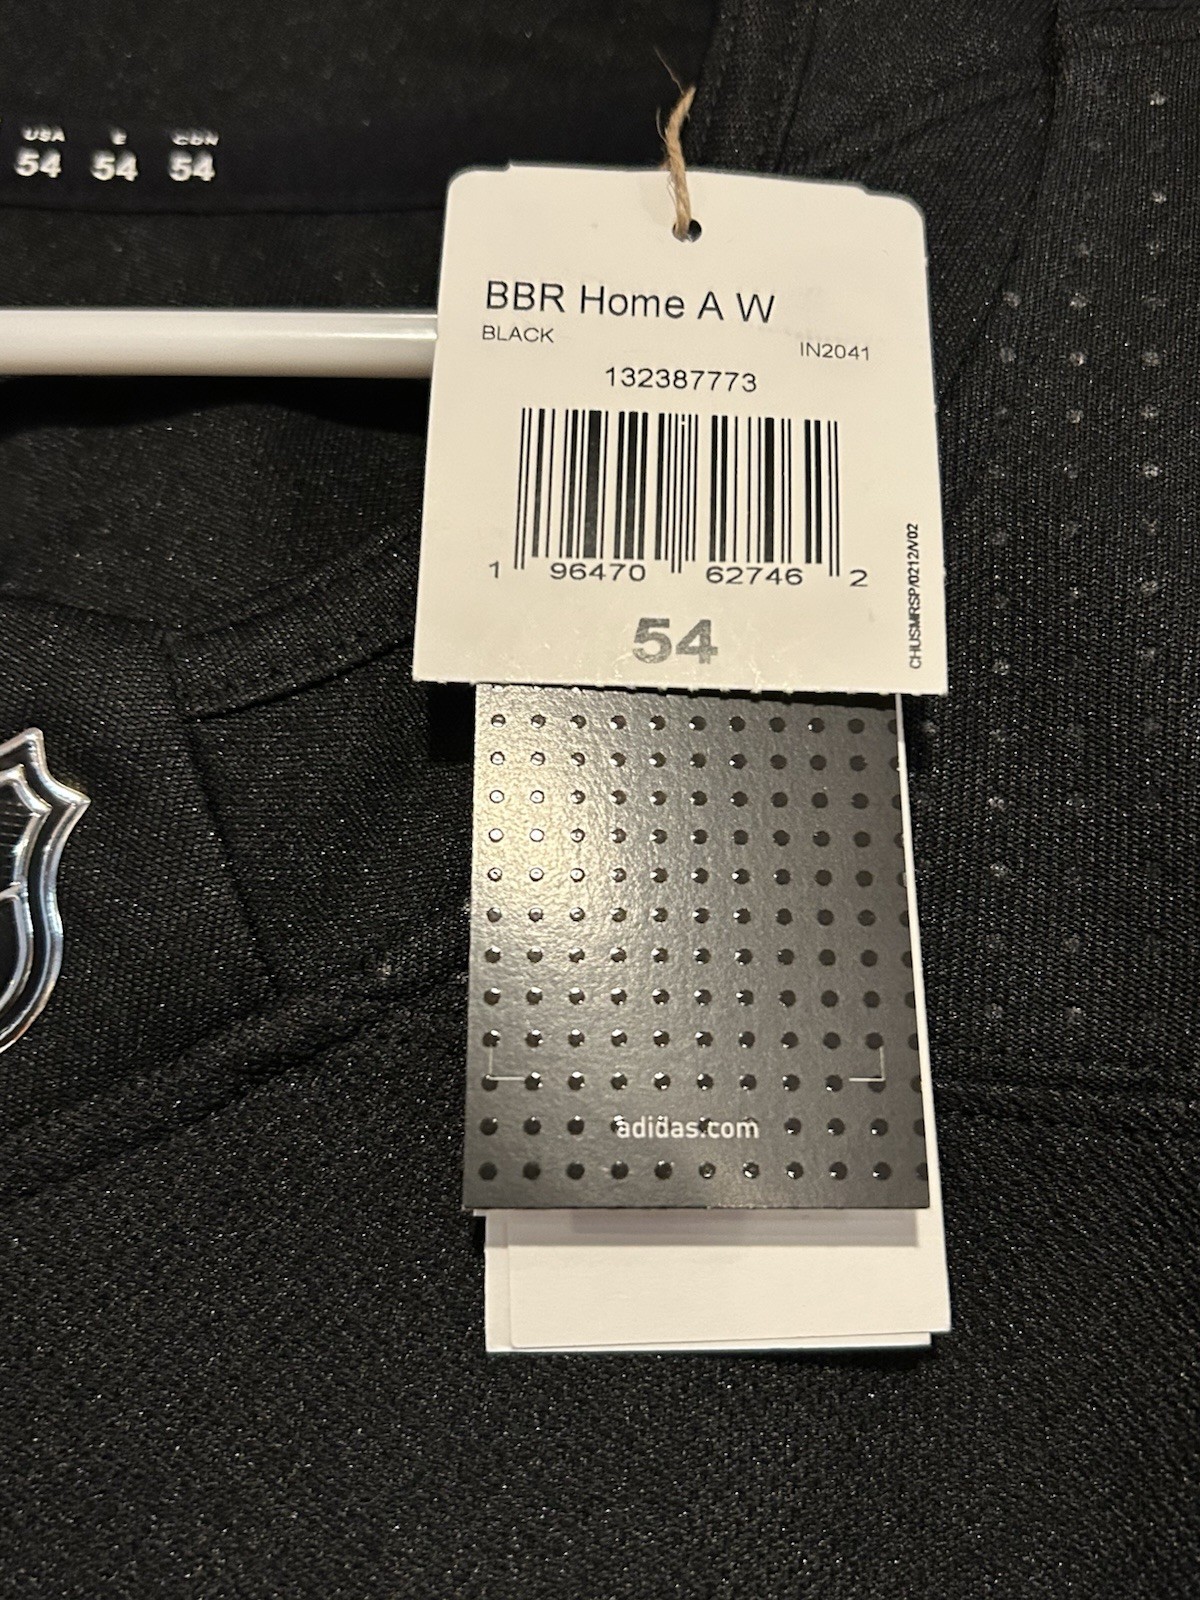 USA E CDN
54 54 54
BBR Home A W
BLACK
IN2041
132387773
1 96470 62746 2
54
CHUSMRSP/0212/V02
adidas.com